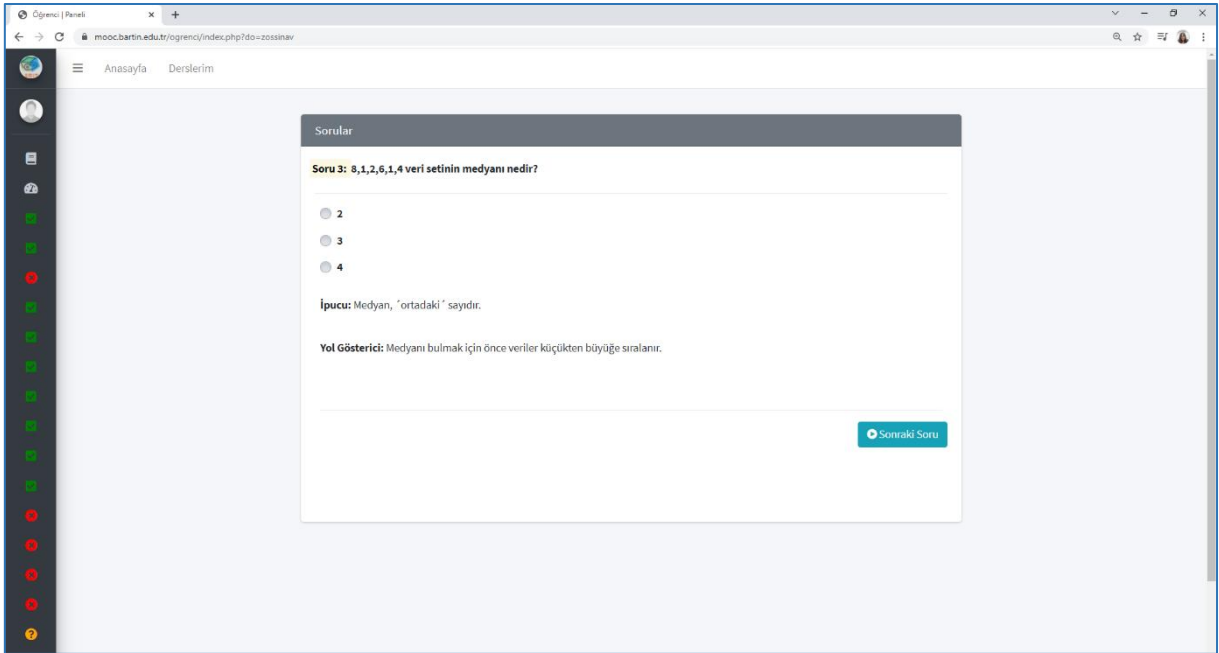 Öğrenci | Paneli
mooc.bartin.edu.tr/ogrenci/index.php?do=zossinav
Anasayfa Derslerim
Sorular
Soru 3: 8,1,2,6,1,4 veri setinin medyanı nedir?
2
3
4
İpucu: Medyan, ´ortadaki´ sayıdır.
Yol Gösterici: Medyanı bulmak için önce veriler küçükten büyüğe sıralanır.
Sonraki Soru